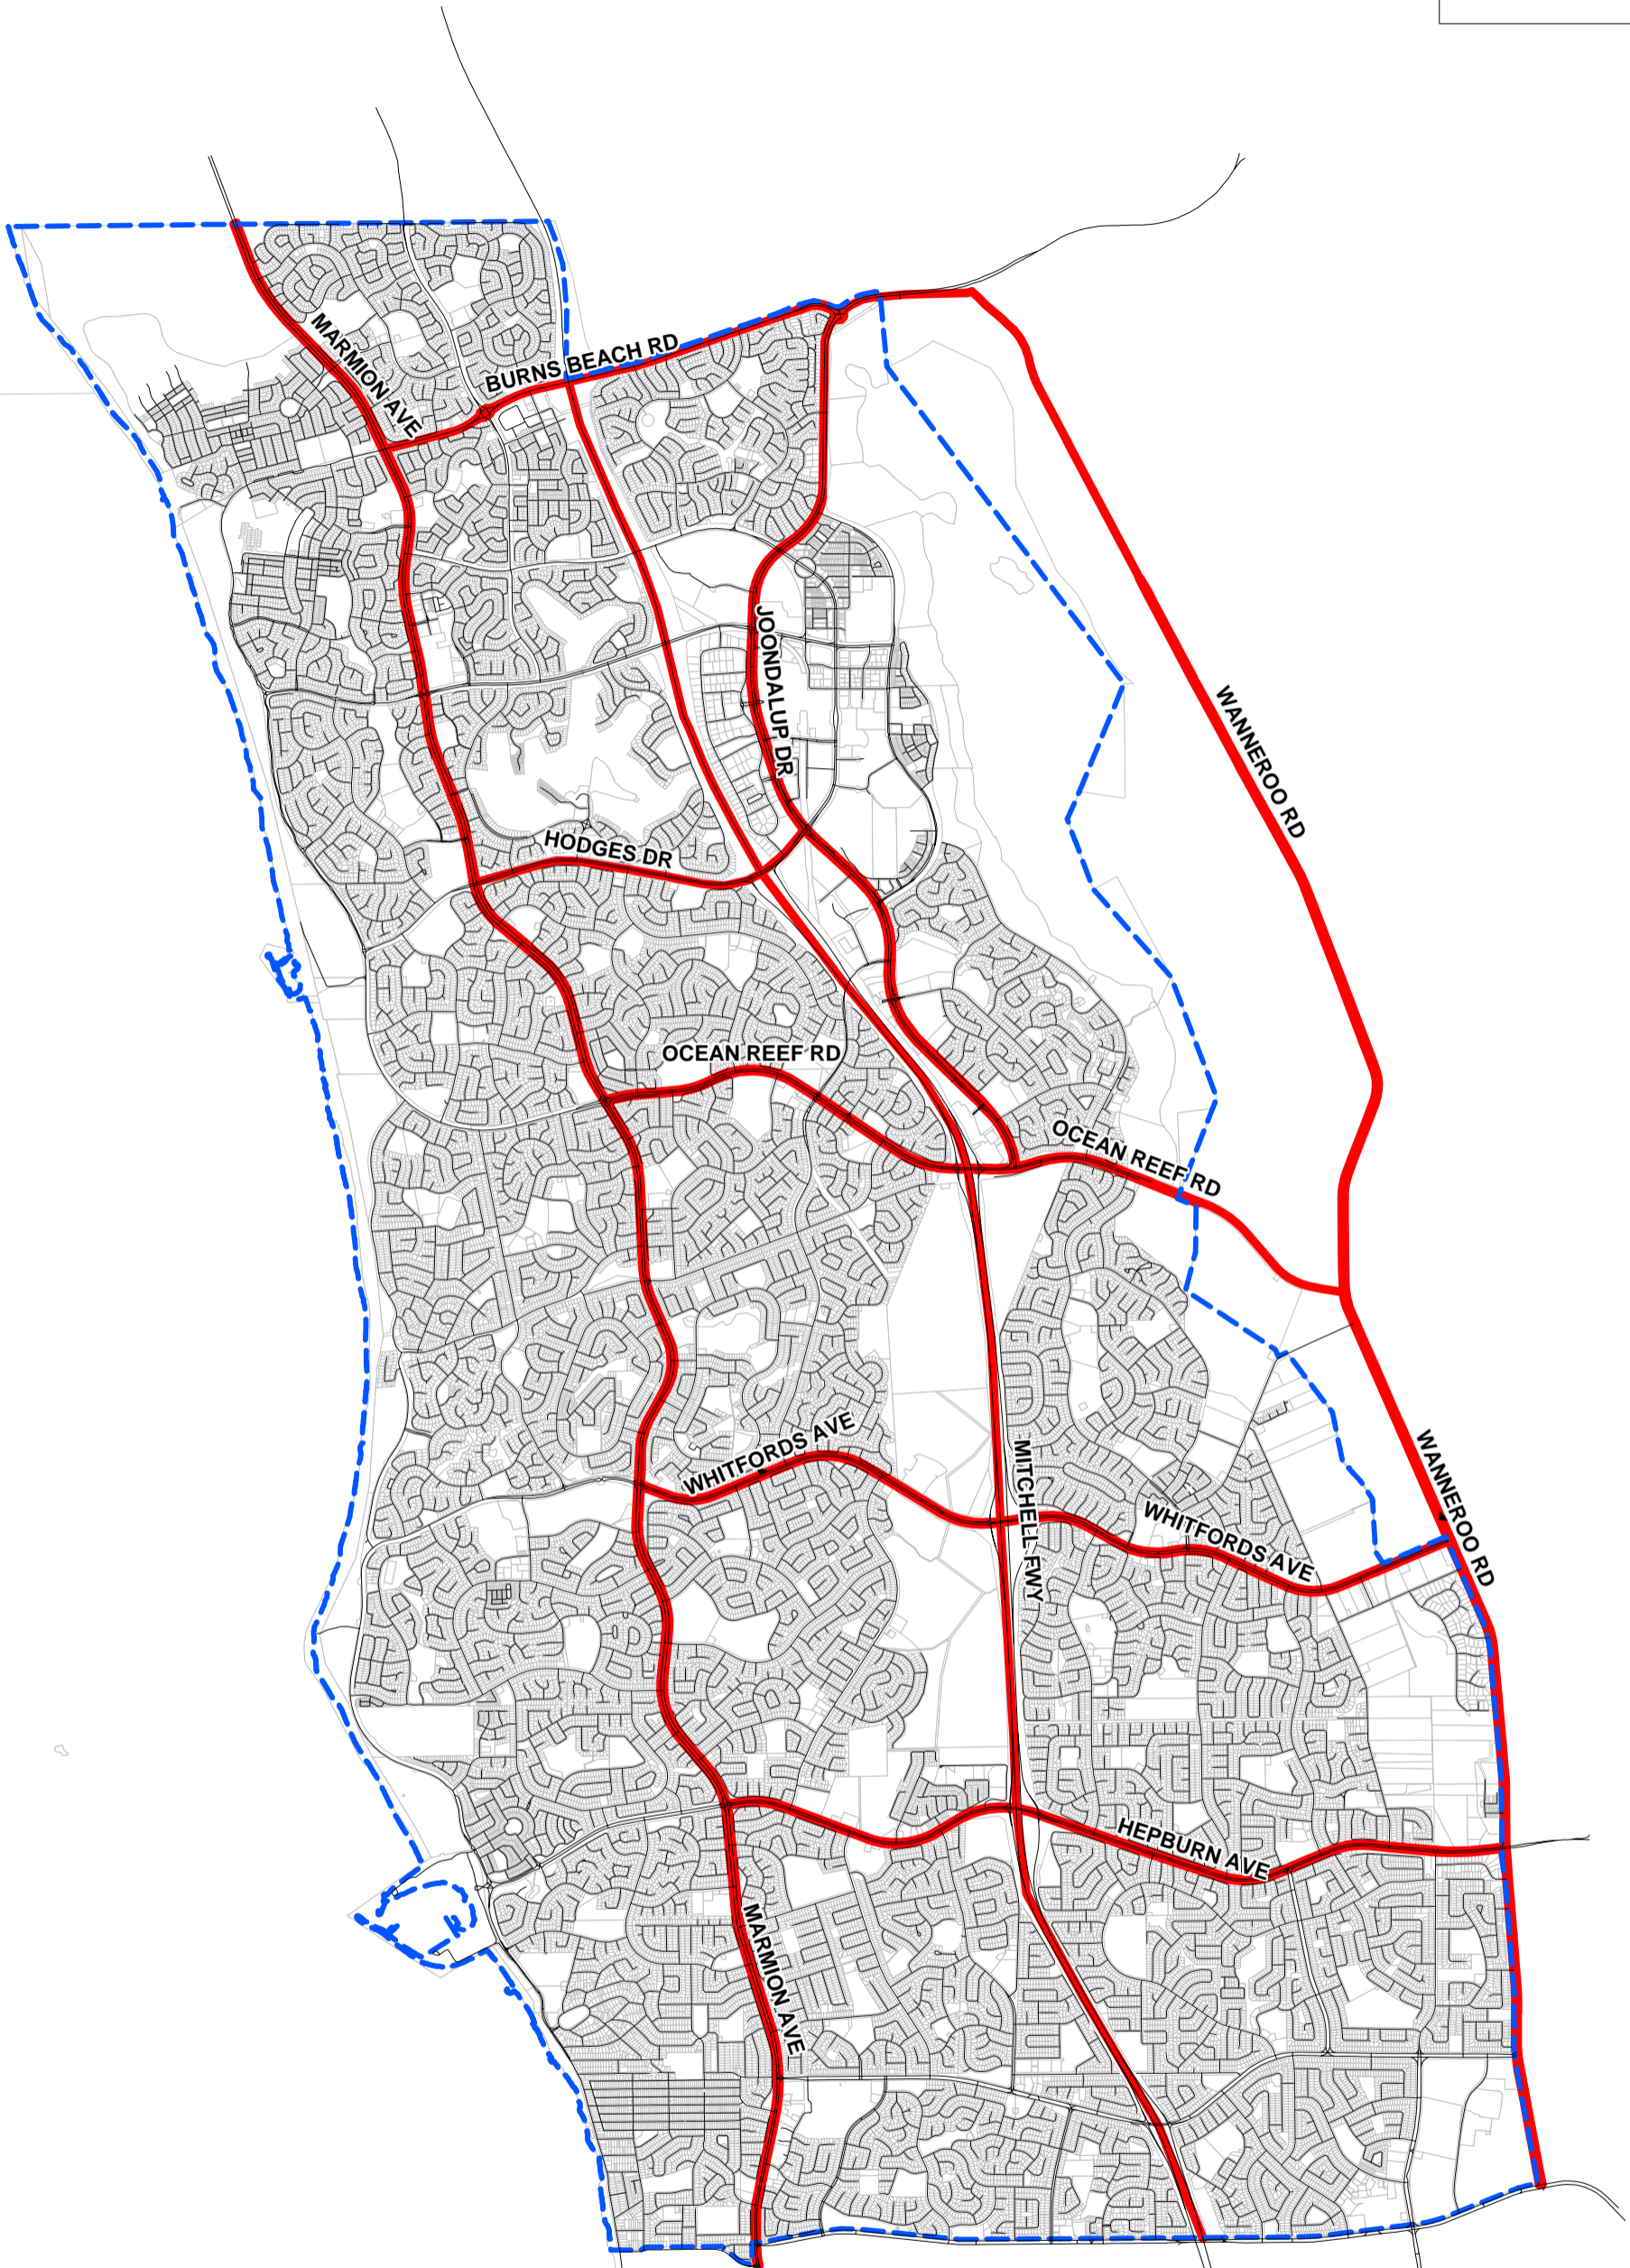 MARMION AVE
BURNS BEACH RD
JOONDALUP DR
WANNEROO RD
HODGES DR
OCEAN REEF RD
OCEAN REEF RD
WHITFORDS AVE
MITCHELL FWY
WANNEROO RD
WHITFORDS AVE
HEPBURN AVE
MARMION AVE